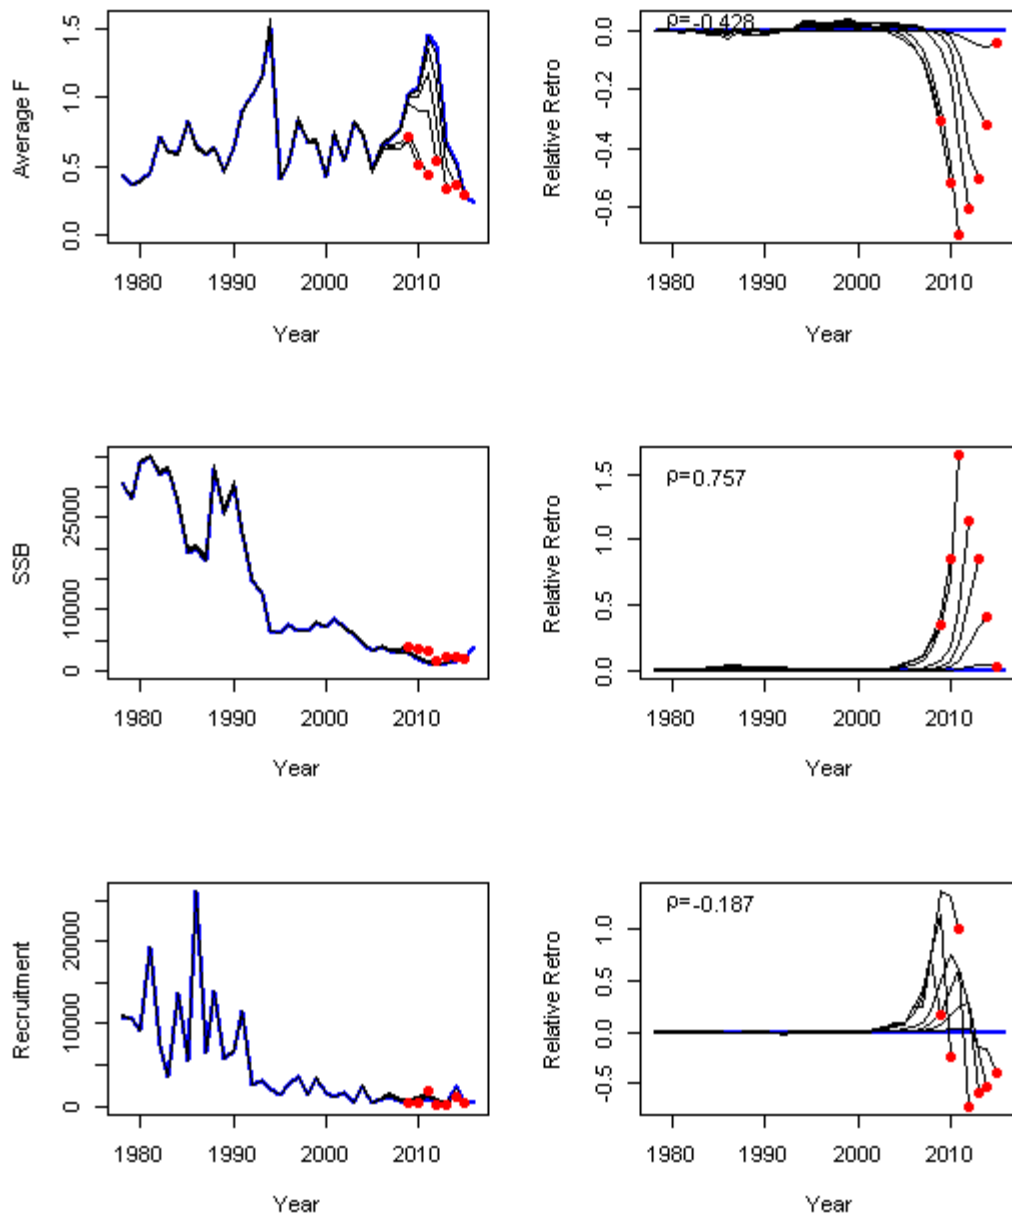 Average F
1.5
1.0
0.5
0.0
1980 1990 2000 2010
Year
Relative Retro
0.0
-0.2
-0.4
-0.6
ρ=-0.428
1980 1990 2000 2010
Year
SSB
25000
10000
0
1980 1990 2000 2010
Year
Relative Retro
1.5
1.0
0.5
0.0
ρ=0.757
1980 1990 2000 2010
Year
Recruitment
20000
10000
0
1980 1990 2000 2010
Year
Relative Retro
1.0
0.5
0.0
-0.5
ρ=-0.187
1980 1990 2000 2010
Year